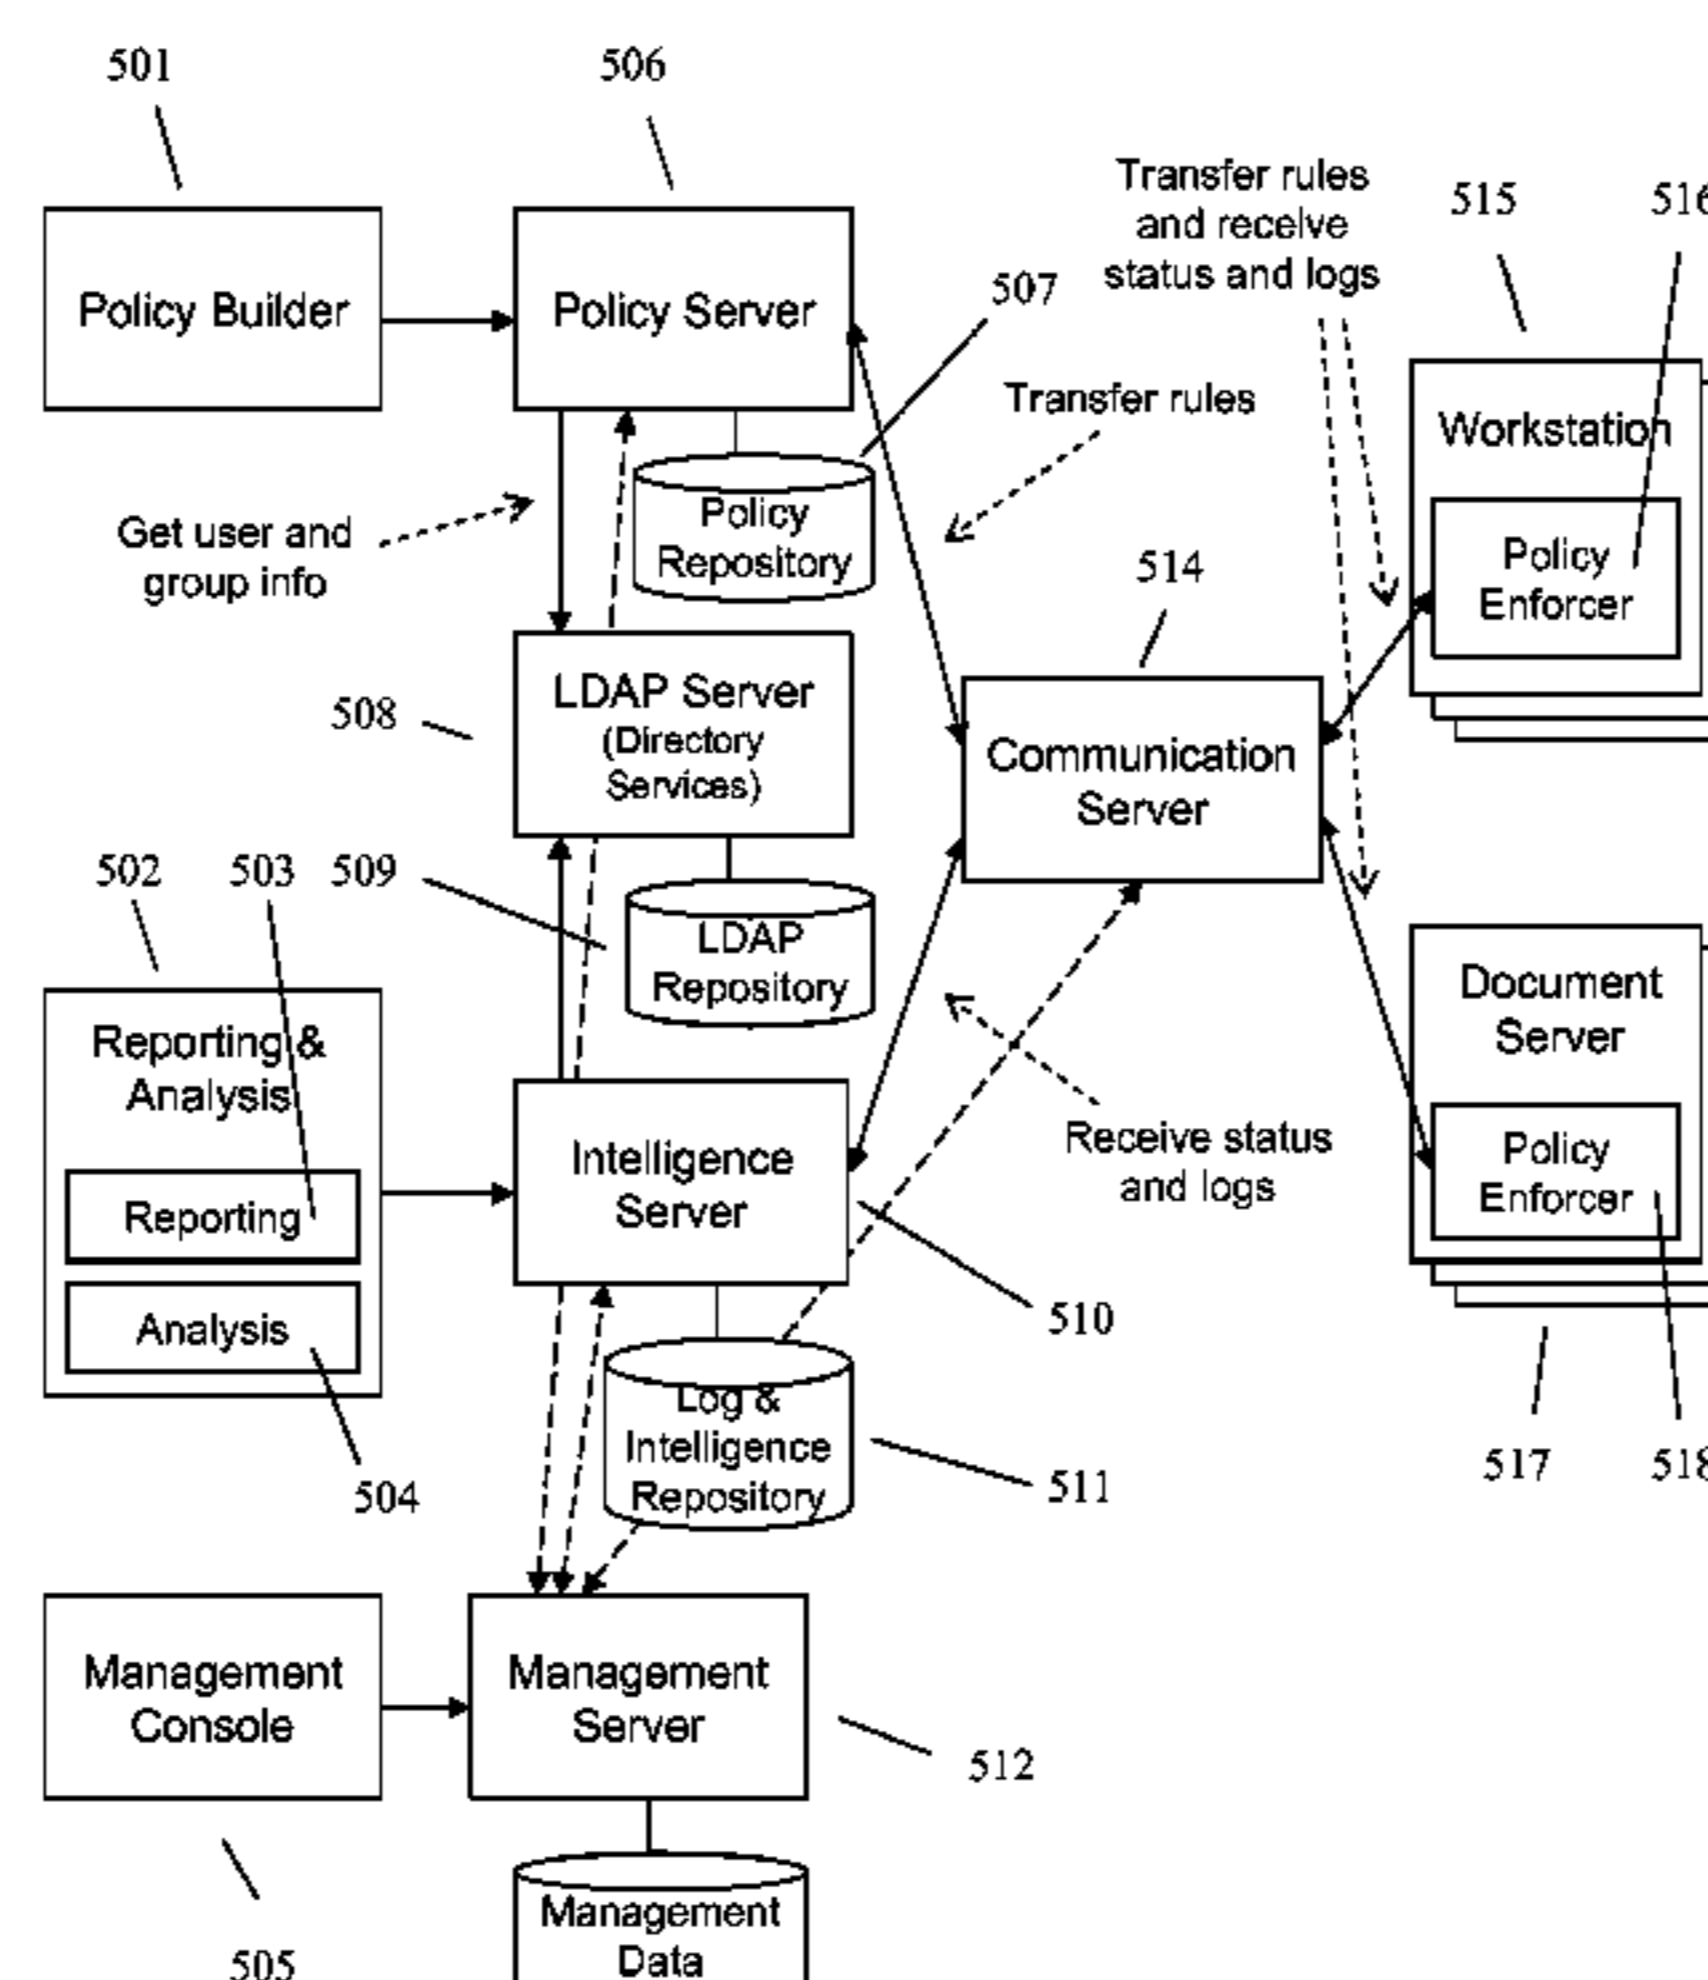 501
506
Transfer rules
and receive
status and logs
515
516
507
Policy Builder
Policy Server
Transfer rules
Workstation
Get user and
group info
Policy
Repository
Policy
Enforcer
514
508
LDAP Server
(Directory
Services)
Communication
Server
502
503
509
LDAP
Repository
Document
Server
Reporting &
Analysis
Reporting
Analysis
Intelligence
Server
Receive status
and logs
Policy
Enforcer
510
504
Log &
Intelligence
Repository
511
517
518
Management
Console
Management
Server
512
505
Management
Data